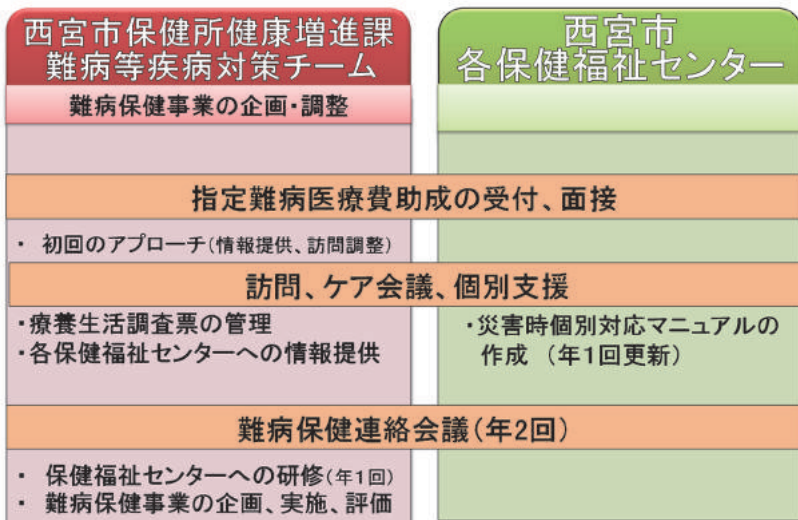 西宮市保健所健康増進課
難病等疾病対策チーム
難病保健事業の企画・調整
西宮市
各保健福祉センター
指定難病医療費助成の受付、面接
・ 初回のアプローチ(情報提供、訪問調整)
訪問、ケア会議、個別支援
・療養生活調査票の管理
・各保健福祉センターへの情報提供
・災害時個別対応マニュアルの
作成 (年1回更新)
難病保健連絡会議(年2回)
・ 保健福祉センターへの研修(年1回)
・ 難病保健事業の企画、実施、評価